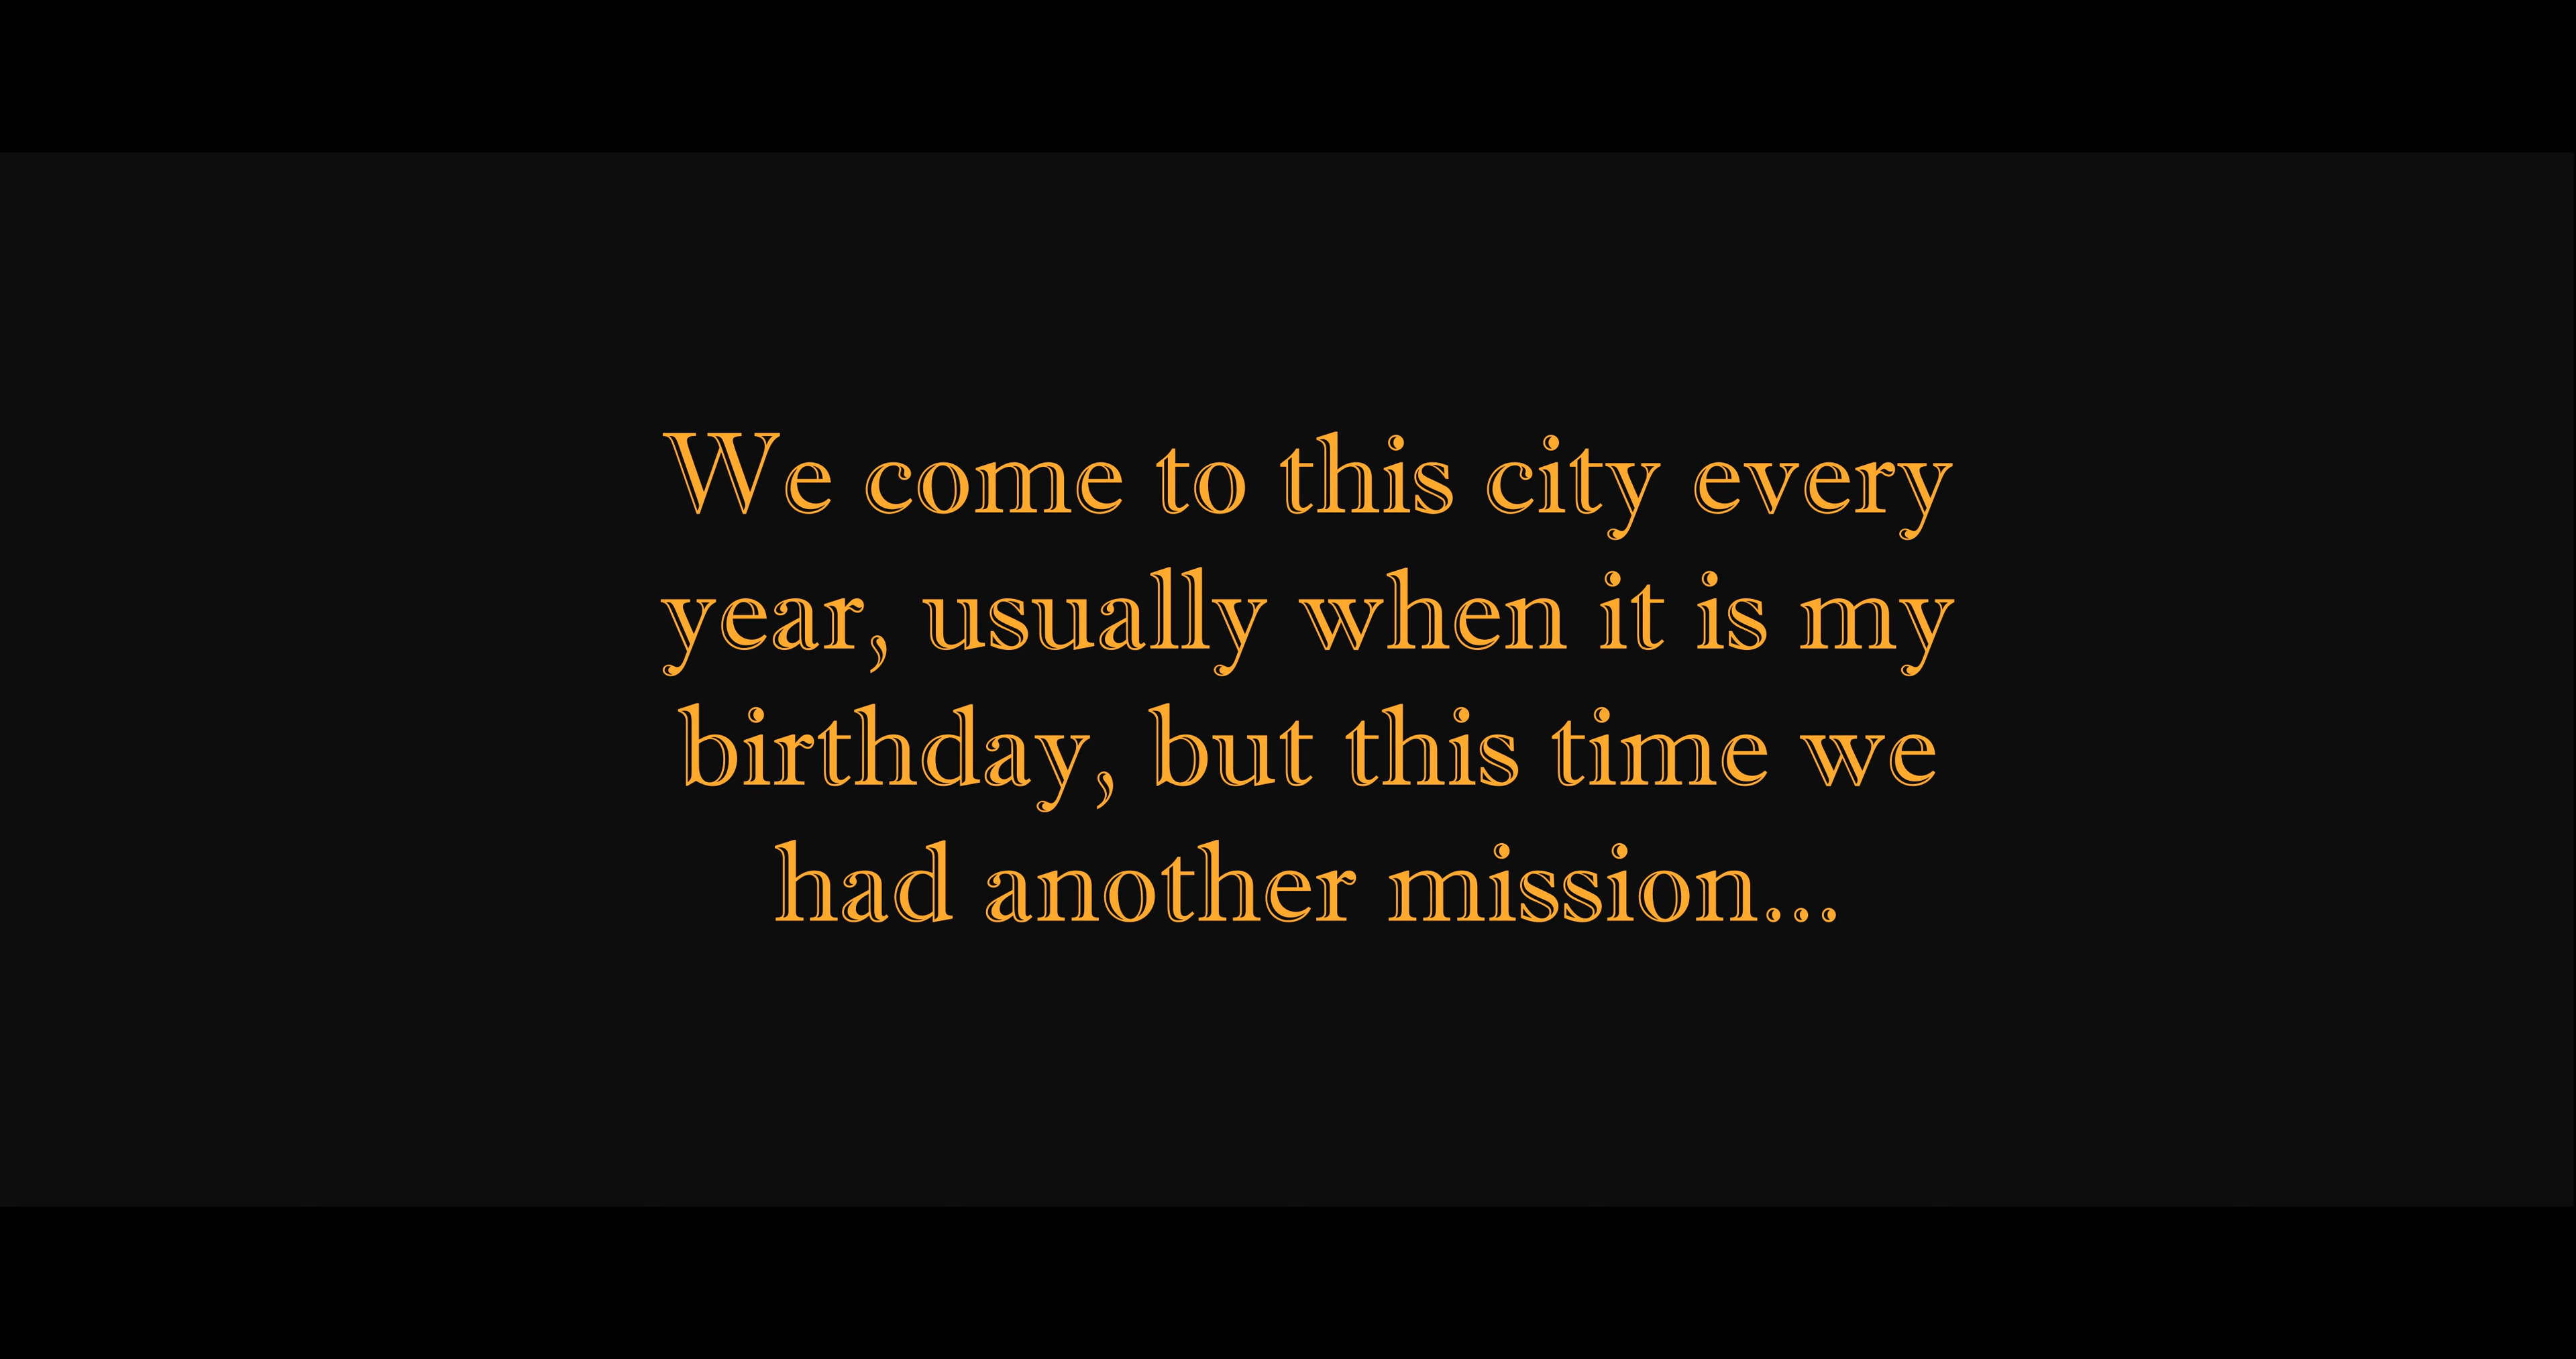 We come to this city every
year, usually when it is my
birthday, but this time we
had another mission...